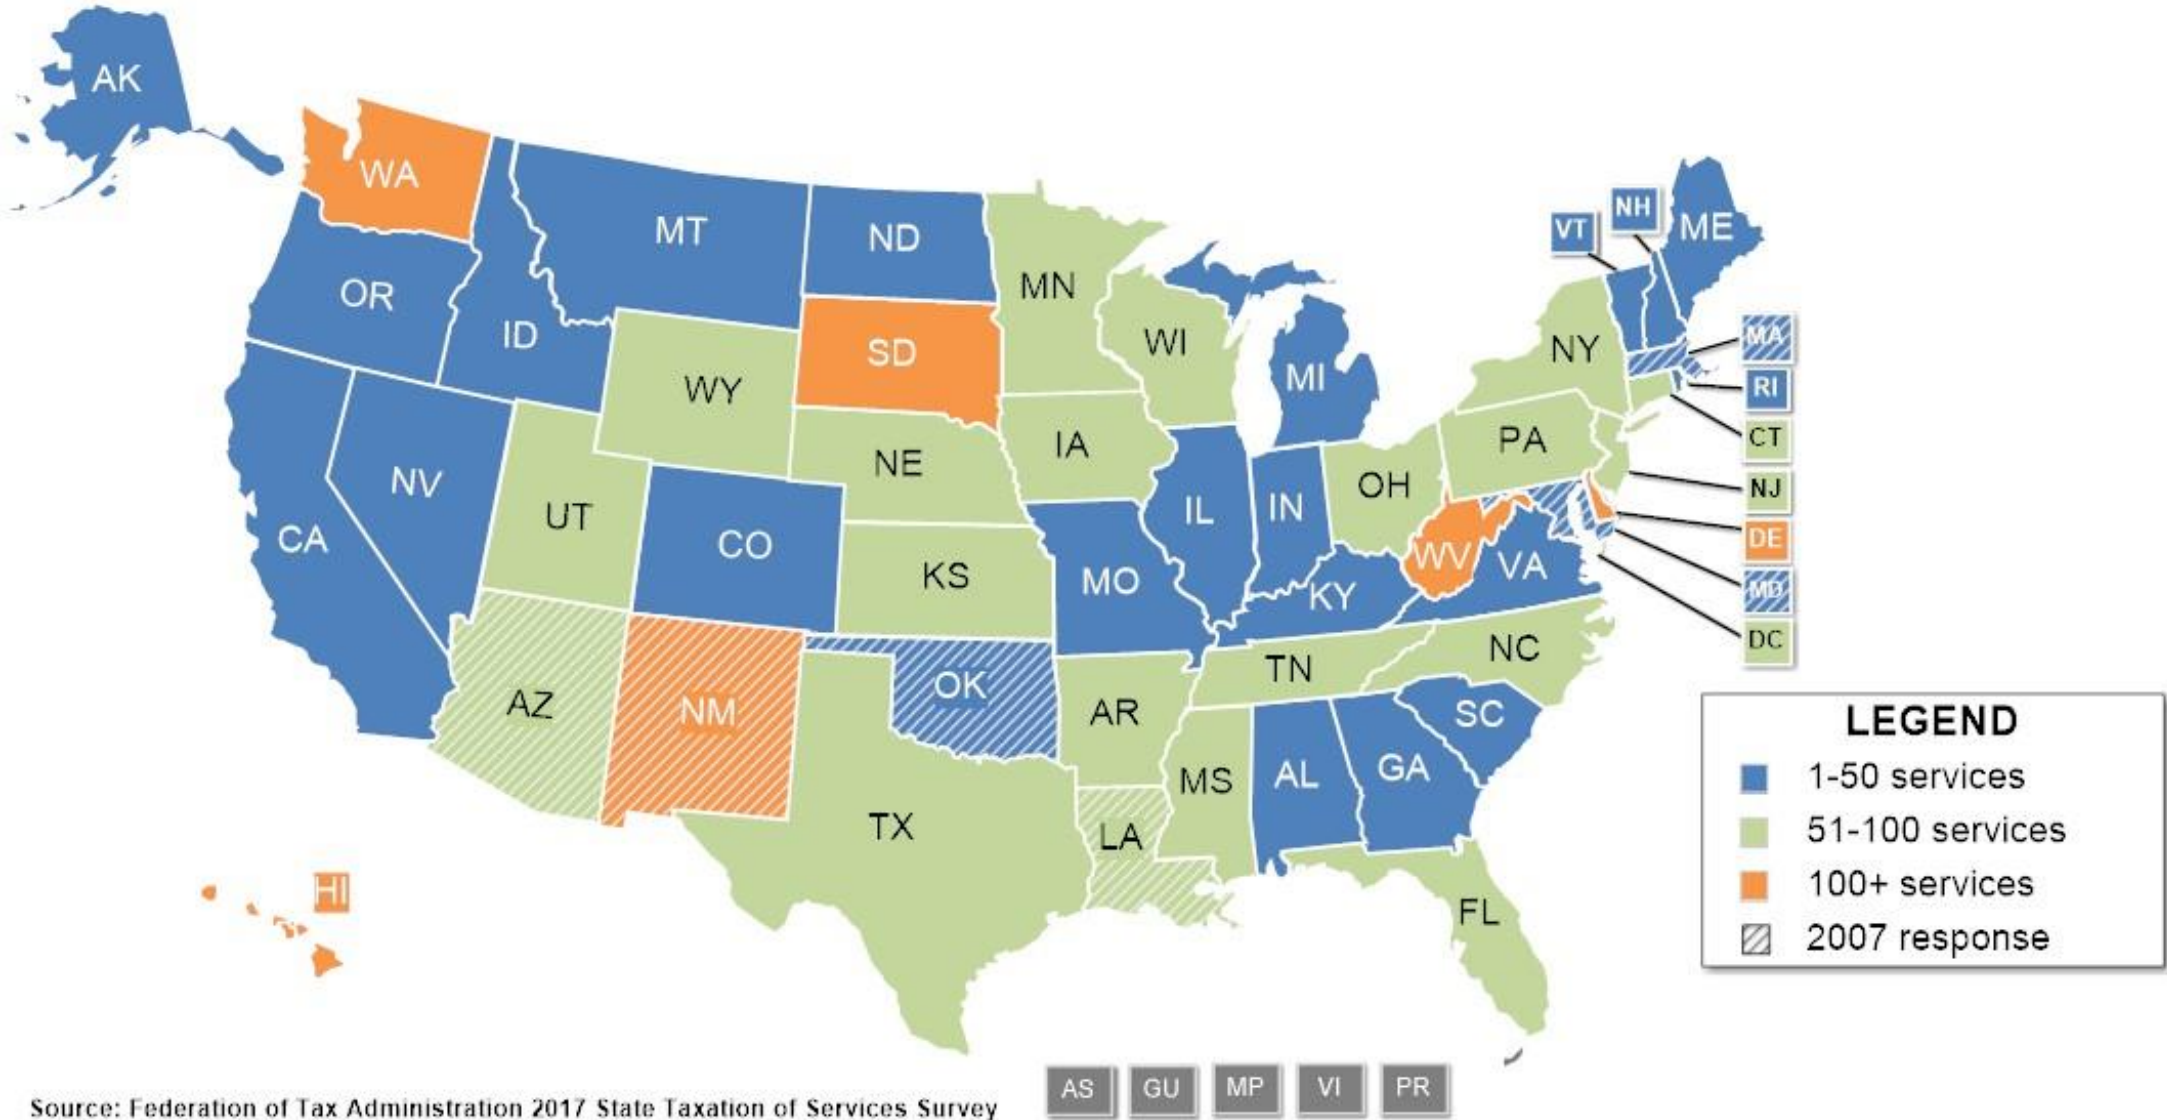 AK
WA
MT
ND
MN
OR
ID
SD
WI
MI
VT
NH
ME
NY
MA
RI
CT
NJ
DE
MD
DC
WY
NE
IA
PA
NV
UT
CO
KS
MO
IL
IN
OH
WV
VA
KY
CA
AZ
NM
OK
AR
TN
NC
SC
TX
LA
MS
AL
GA
FL
HI
LEGEND
1-50 services
51-100 services
100+ services
2007 response
AS
GU
MP
VI
PR
Source: Federation of Tax Administration 2017 State Taxation of Services Survey